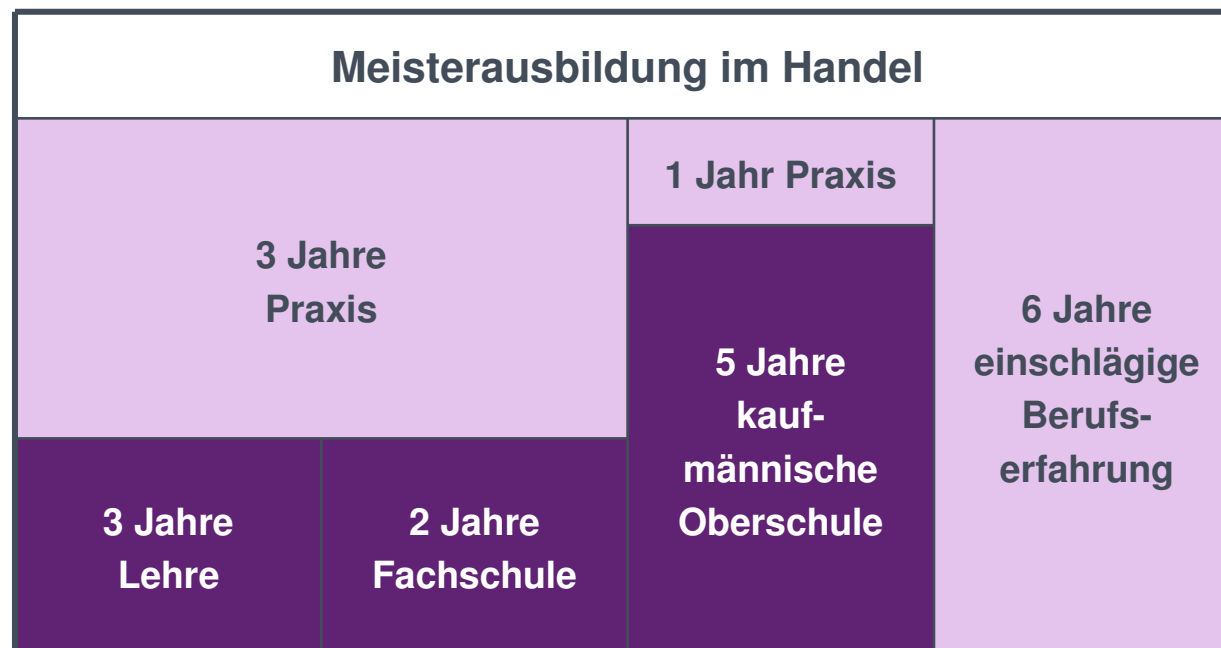 Meisterausbildung im Handel
3 Jahre
Praxis
1 Jahr Praxis
5 Jahre
kauf-
männische
Oberschule
6 Jahre
einschlägige
Berufs-
erfahrung
3 Jahre
Lehre
2 Jahre
Fachschule